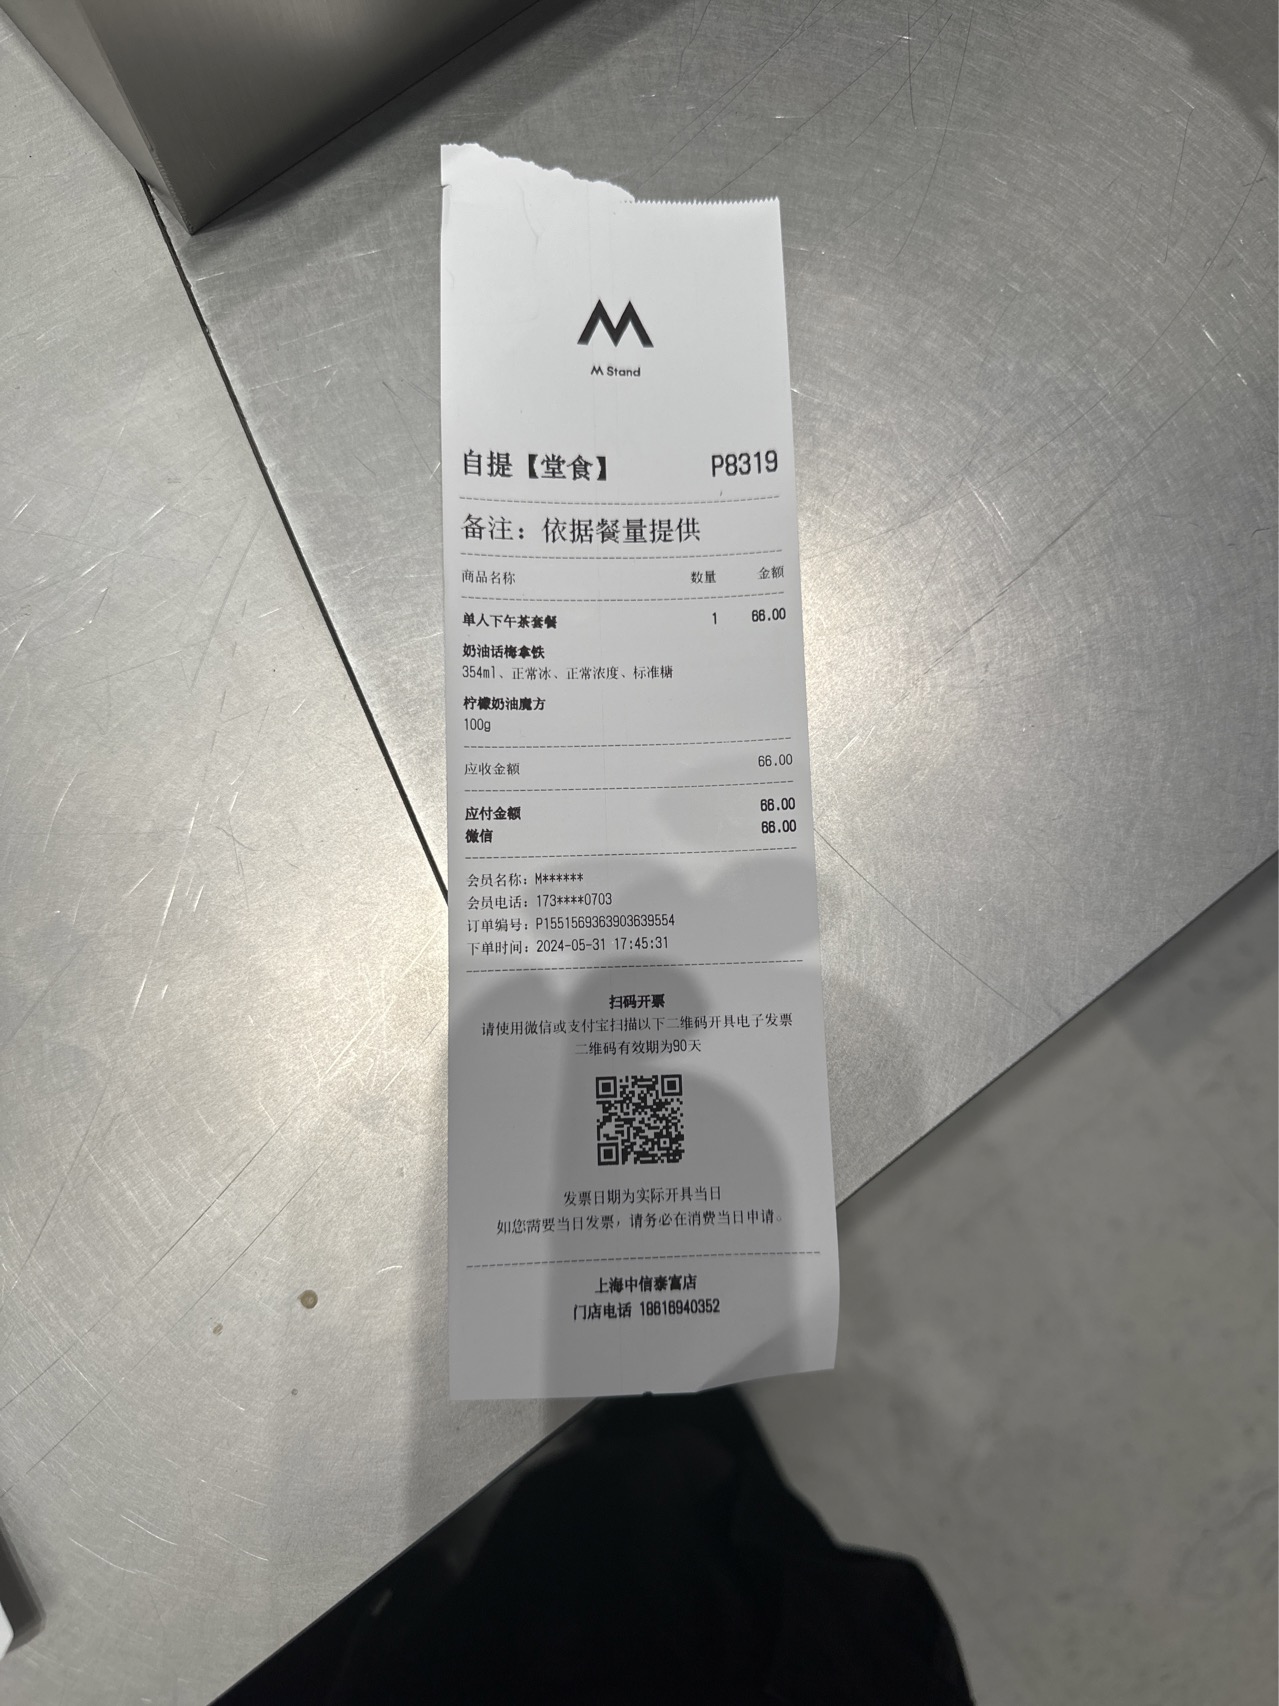 M Stand
自提【堂食】 P8319
备注：依据餐量提供
商品名称 数量 金额
单人下午茶套餐 1 66.00
奶油话梅拿铁
354ml、正常冰、正常浓度、标准糖
柠檬奶油魔方
100g
应收金额 66.00
应付金额 66.00
微信 66.00
会员名称：M******
会员电话：173****0703
订单编号：P1551569363903639554
下单时间：2024-05-31 17:45:31
扫码开票
请使用微信或支付宝扫描以下二维码开具电子发票
二维码有效期为90天
发票日期为实际开具当日
如您需要当日发票，请务必在消费当日申请。
上海中信泰富店
门店电话 18616940352